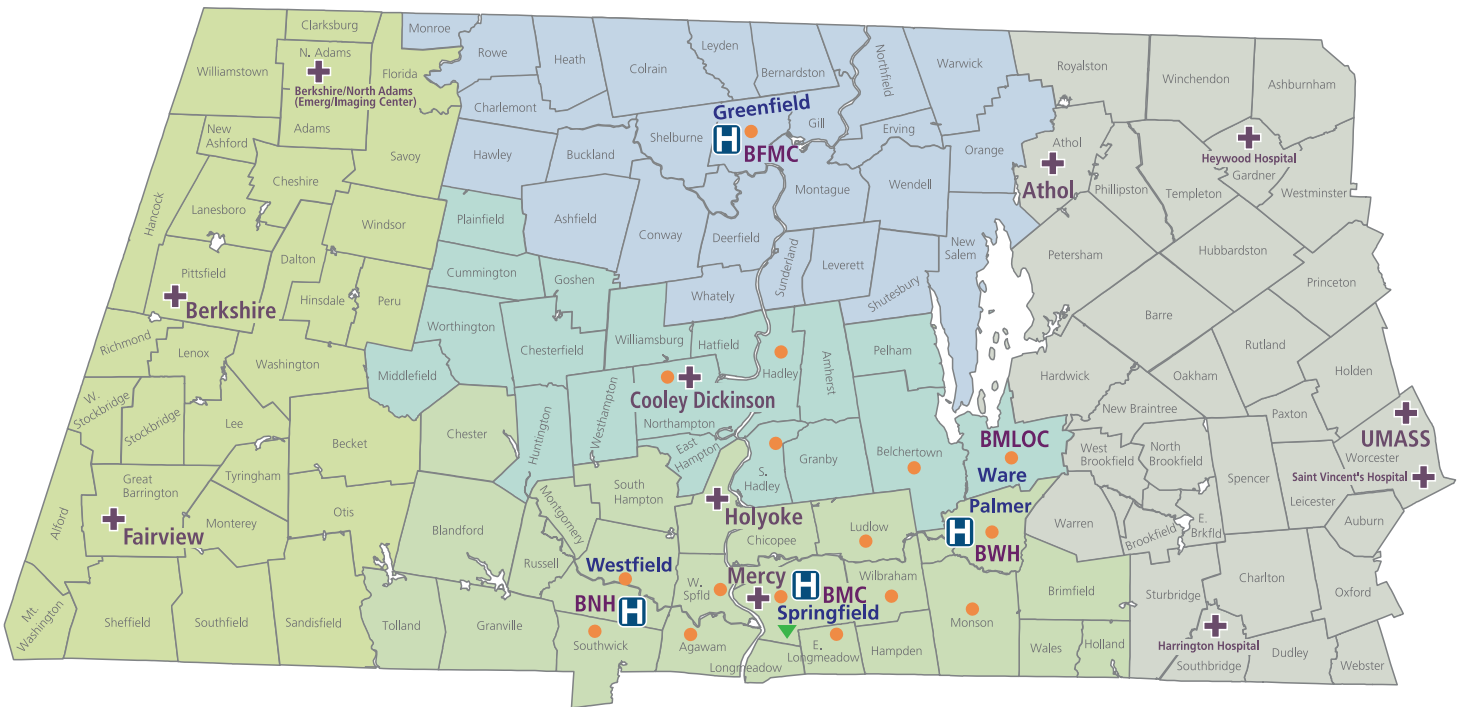 Clarksburg
Monroe
N. Adams
Williamstown
Florida
Berkshire/North Adams
(Emerg/Imaging Center)
Adams
New
Ashford
Savoy
Cheshire
Hancock
Lanesboro
Windsor
Dalton
Pittsfield
Hinsdale
Peru
Berkshire
Richmond
Lenox
Washington
W.
Stockbridge
Stockbridge
Lee
Becket
Tyringham
Great
Barrington
Alford
Fairview
Monterey
Otis
Mt.
Washington
Sheffield
Southfield
Sandisfield
Rowe
Heath
Colrain
Leyden
Bernardston
Northfield
Warwick
Charlemont
Greenfield
Shelburne
H
BFMC
Gill
Erving
Orange
Hawley
Buckland
Montague
Wendell
Ashfield
Conway
Deerfield
Sunderland
Leverett
Shutesbury
New
Salem
Whately
Plainfield
Cummington
Goshen
Worthington
Chesterfield
Williamsburg
Hatfield
Hadley
Amherst
Pelham
Middlefield
Cooley Dickinson
Northampton
Westhampton
Huntington
East
Hampton
S.
Hadley
Granby
Belchertown
BMLOC
Ware
Chester
Blandford
Montgomery
South
Hampton
Holyoke
Chicopee
Ludlow
Palmer
H
BWH
Russell
Westfield
BNH
H
W.
Spfld
Mercy
H
BMC
Springfield
Wilbraham
Monson
Brimfield
Tolland
Granville
Southwick
Agawam
Longmeadow
E.
Longmeadow
Hampden
Wales
Holland
Royalston
Winchendon
Ashburnham
Athol
Athol
Phillipston
Templeton
Heywood Hospital
Gardner
Westminster
Petersham
Hubbardston
Princeton
Barre
Rutland
Holden
Hardwick
Oakham
New Braintree
Paxton
UMASS
Worcester
West
Brookfield
North
Brookfield
Spencer
Saint Vincent's Hospital
Leicester
Auburn
Warren
Brookfield
E.
Brkfld
Charlton
Oxford
Sturbridge
Harrington Hospital
Southbridge
Dudley
Webster